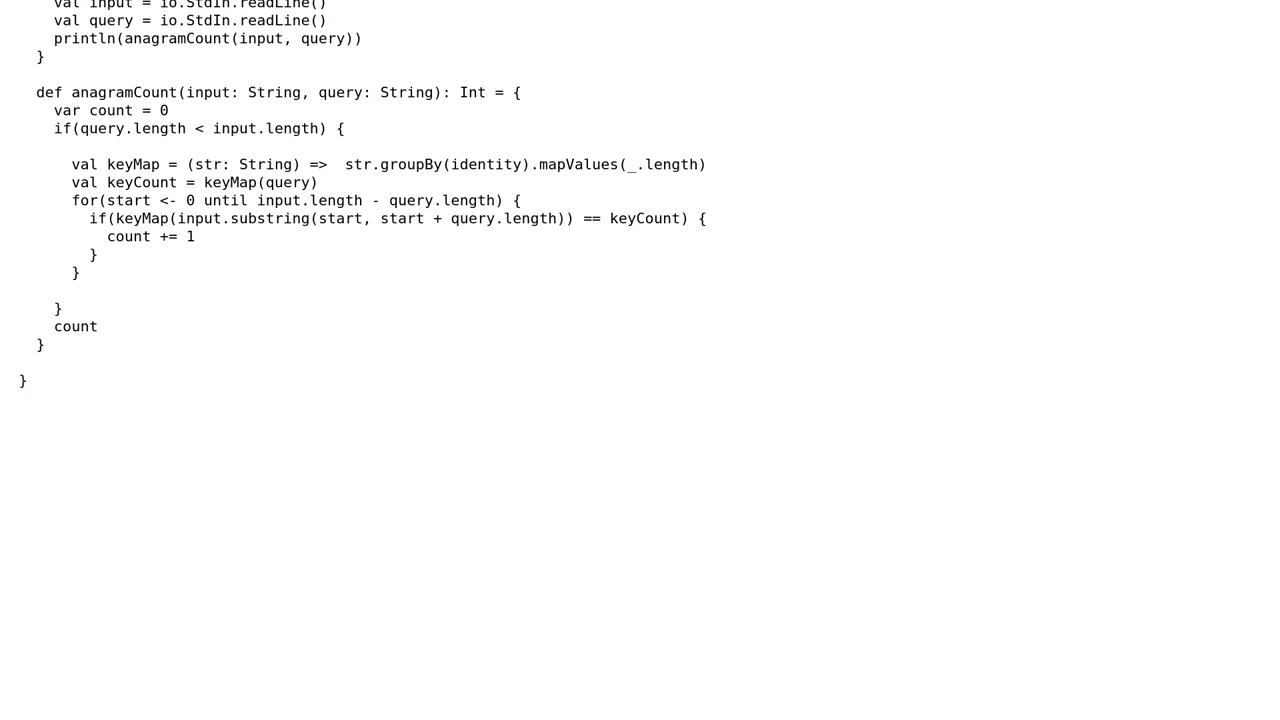 val input = io.StdIn.readLine()
val query = io.StdIn.readLine()
println(anagramCount(input, query))
}
def anagramCount(input: String, query: String): Int = {
var count = 0
if(query.length < input.length) {
val keyMap = (str: String) =>  str.groupBy(identity).mapValues(_.length)
val keyCount = keyMap(query)
for(start <- 0 until input.length - query.length) {
if(keyMap(input.substring(start, start + query.length)) == keyCount) {
count += 1
}
}
}
count
}
}